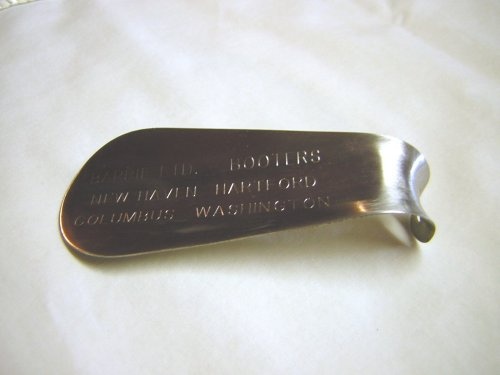 BARRIE LTD. BOOTERS
NEW HAVEN HARTFORD
COLUMBUS WASHINGTON